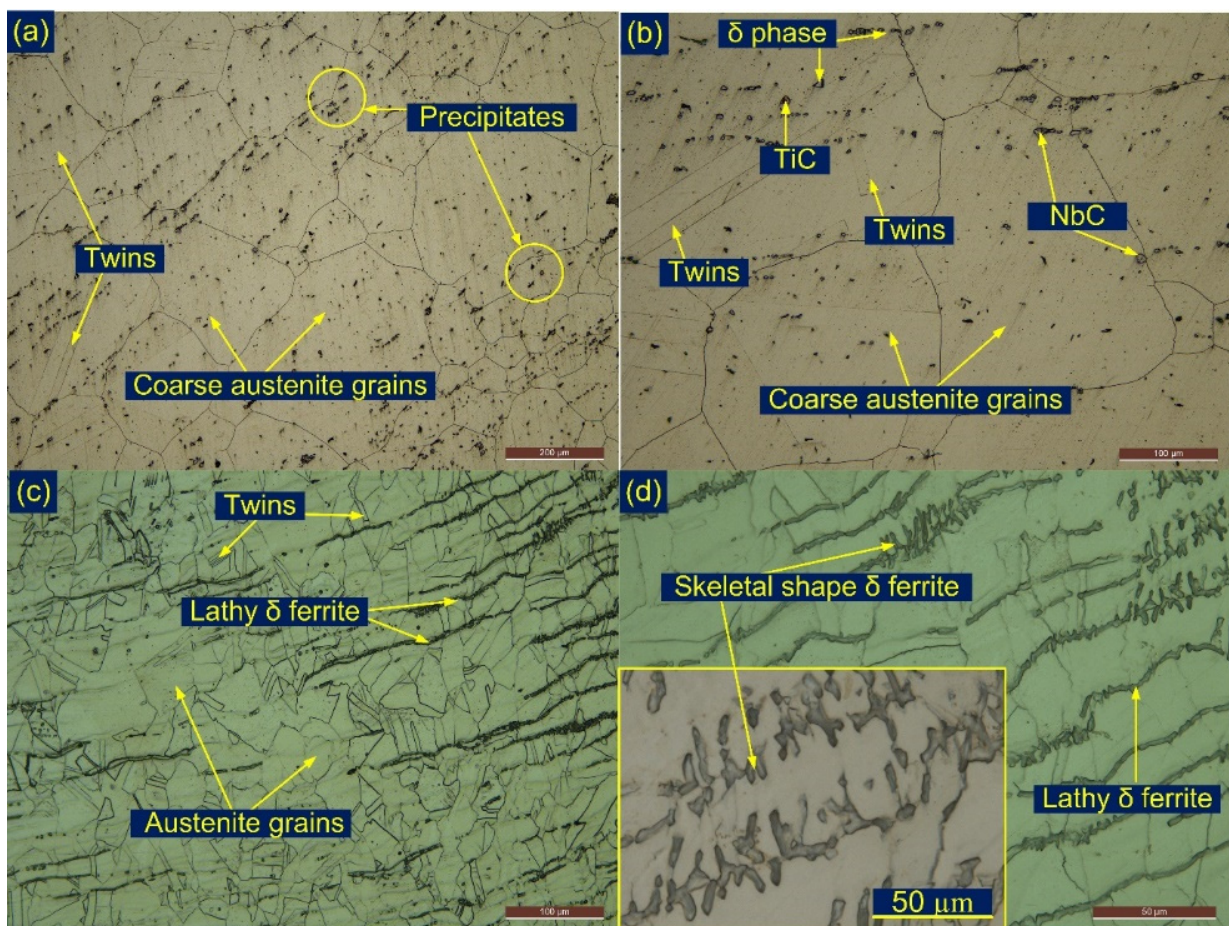 (a)
Precipitates
Twins
Coarse austenite grains
200 μm
(b)
δ phase
TiC
Twins
NbC
Twins
Coarse austenite grains
100 μm
(c)
Twins
Lathy δ ferrite
Austenite grains
100 μm
(d)
Skeletal shape δ ferrite
Lathy δ ferrite
50 μm
50 μm